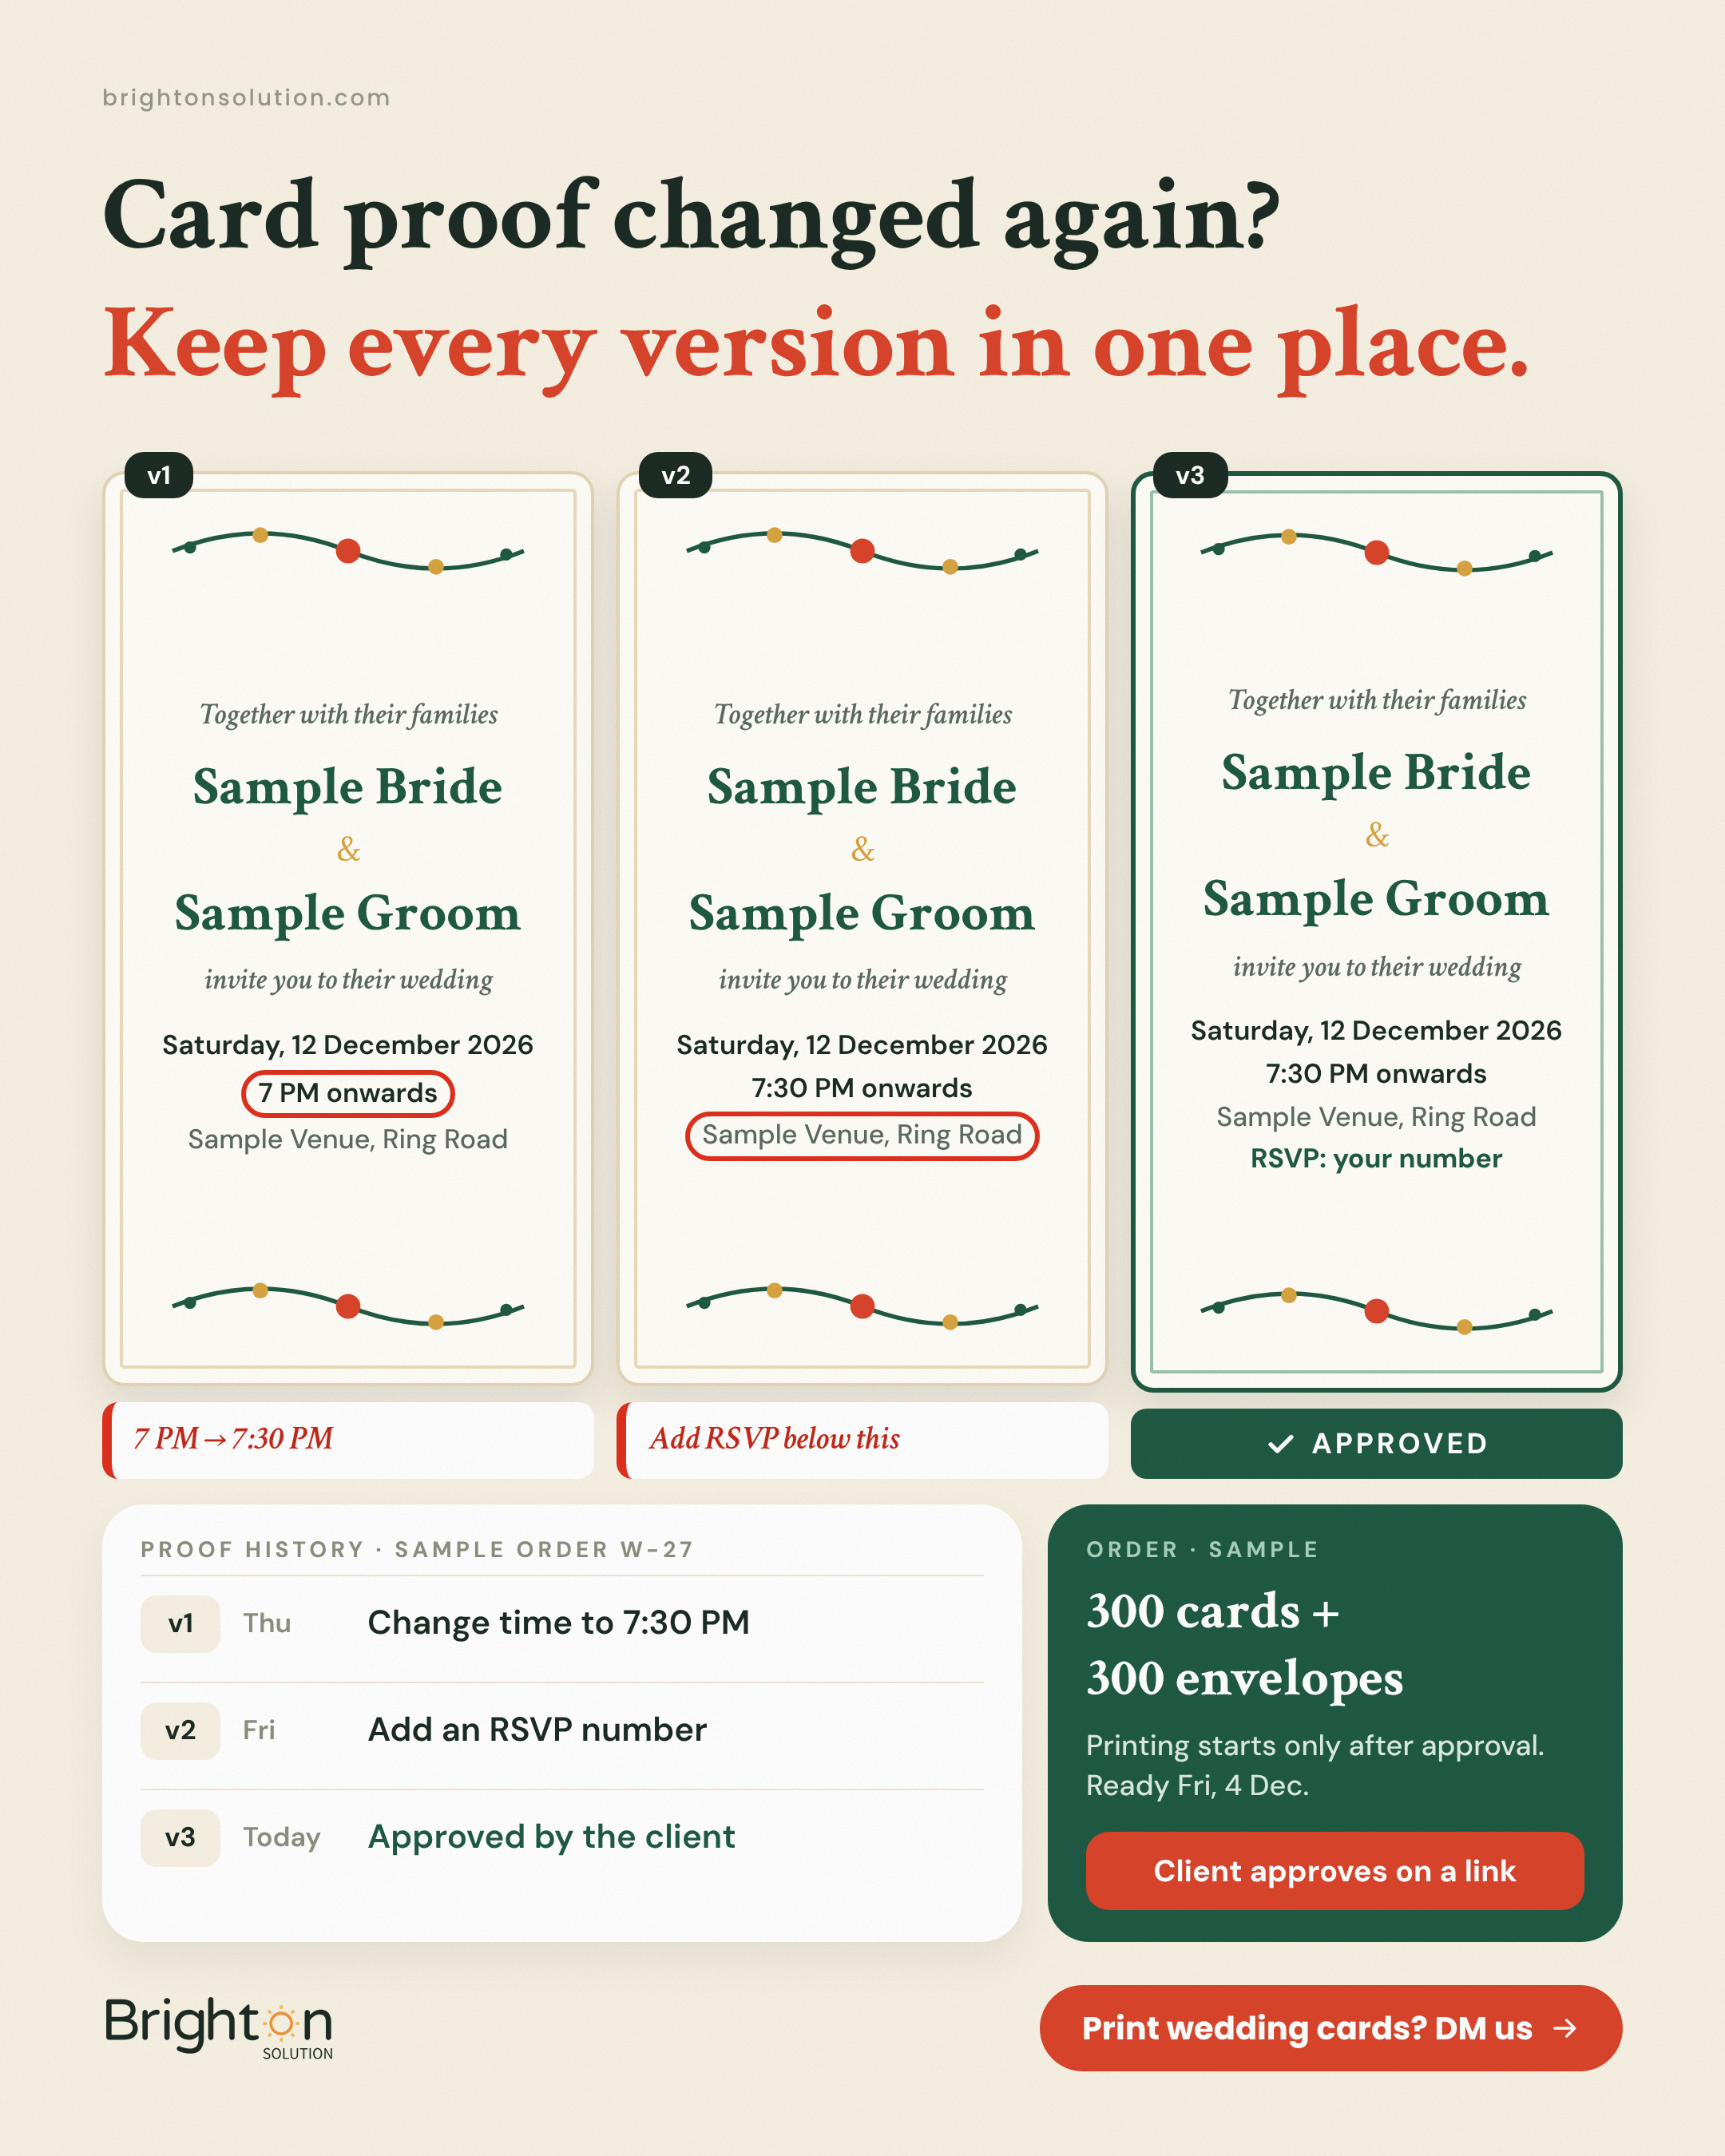 brightonsolution.com
Card proof changed again?
Keep every version in one place.
v1
Together with their families
Sample Bride
&
Sample Groom
invite you to their wedding
Saturday, 12 December 2026
7 PM onwards
Sample Venue, Ring Road
7 PM → 7:30 PM
v2
Together with their families
Sample Bride
&
Sample Groom
invite you to their wedding
Saturday, 12 December 2026
7:30 PM onwards
Sample Venue, Ring Road
Add RSVP below this
v3
Together with their families
Sample Bride
&
Sample Groom
invite you to their wedding
Saturday, 12 December 2026
7:30 PM onwards
Sample Venue, Ring Road
RSVP: your number
✓ APPROVED
PROOF HISTORY · SAMPLE ORDER W-27
v1 Thu Change time to 7:30 PM
v2 Fri Add an RSVP number
v3 Today Approved by the client
ORDER · SAMPLE
300 cards +
300 envelopes
Printing starts only after approval.
Ready Fri, 4 Dec.
Client approves on a link
Brighton
SOLUTION
Print wedding cards? DM us →